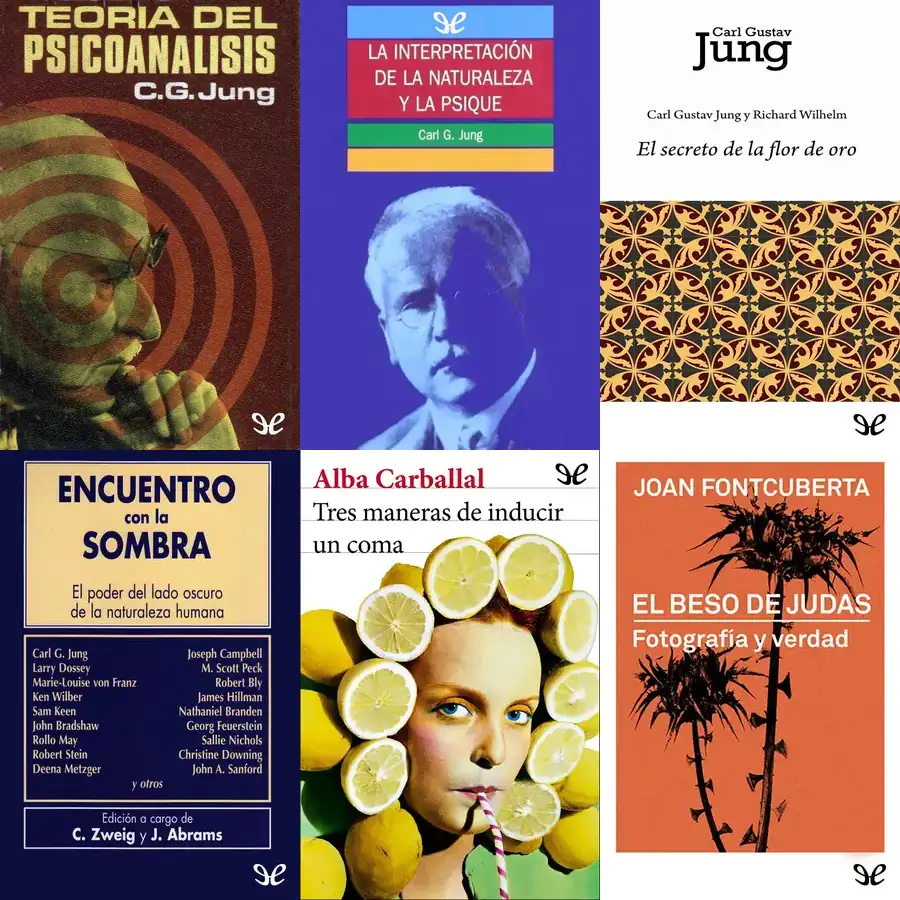 TEORIA DEL
PSICOANALISIS
C.G. Jung
LA INTERPRETACIÓN
DE LA NATURALEZA
Y LA PSIQUE
Carl G. Jung
Carl Gustav
Jung
Carl Gustav Jung y Richard Wilhelm
El secreto de la flor de oro
ENCUENTRO
con la
SOMBRA
El poder del lado oscuro
de la naturaleza humana
Carl G. Jung
Larry Dossey
Marie-Louise von Franz
Ken Wilber
Sam Keen
John Bradshaw
Rollo May
Robert Stein
Deena Metzger
Joseph Campbell
M. Scott Peck
Robert Bly
James Hillman
Nathaniel Branden
Georg Feuerstein
Sallie Nichols
Christine Downing
John A. Sanford
y otros
Edición a cargo de
C. Zweig y J. Abrams
Alba Carballal
Tres maneras de inducir
un coma
JOAN FONTCUBERTA
EL BESO DE JUDAS
Fotografía y verdad